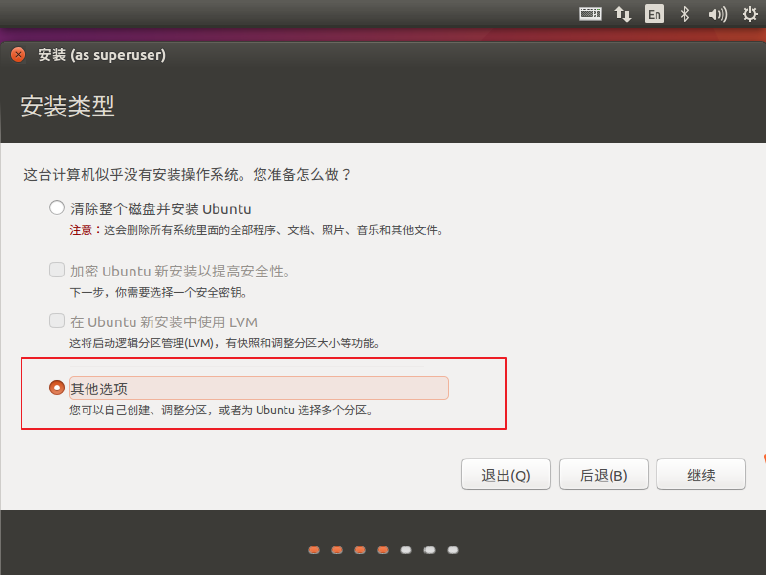 En
安装 (as superuser)
安装类型
这台计算机似乎没有安装操作系统。您准备怎么做？
清除整个磁盘并安装 Ubuntu
注意：这会删除所有系统里面的全部程序、文档、照片、音乐和其他文件。
加密 Ubuntu 新安装以提高安全性。
下一步，你需要选择一个安全密钥。
在 Ubuntu 新安装中使用 LVM
这将启动逻辑分区管理(LVM)，有快照和调整分区大小等功能。
其他选项
您可以自己创建、调整分区，或者为 Ubuntu 选择多个分区。
退出(Q) 后退(B) 继续